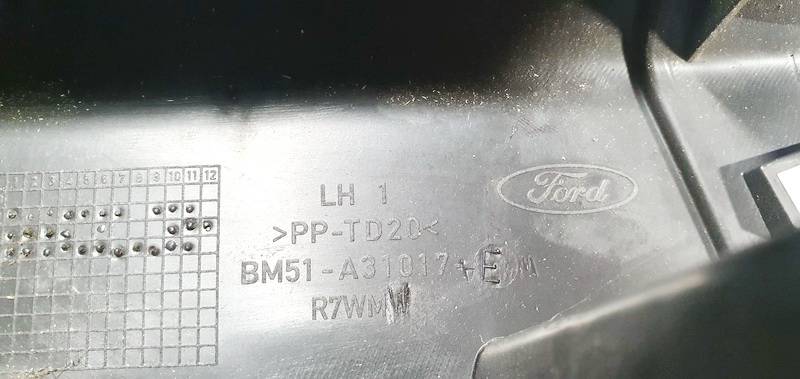 1 2 3 4 5 6 7 8 9 10 11 12
LH 1
Ford
>PP-TD20<
BM51-A31017+E M
R7WMW